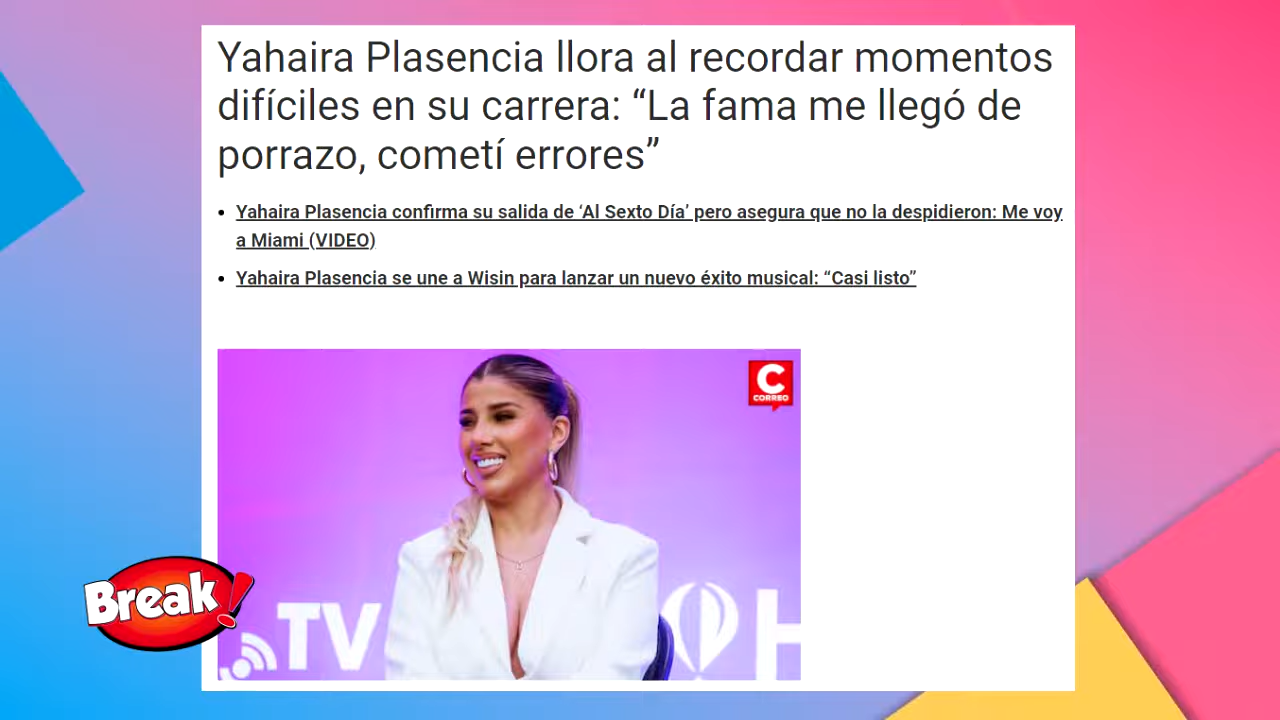 Yahaira Plasencia llora al recordar momentos
difíciles en su carrera: “La fama me llegó de
porrazo, cometí errores”
Yahaira Plasencia confirma su salida de ‘Al Sexto Día’ pero asegura que no la despidieron: Me voy
a Miami (VIDEO)
Yahaira Plasencia se une a Wisin para lanzar un nuevo éxito musical: “Casi listo”
C
CORREO
Break!
TV
H